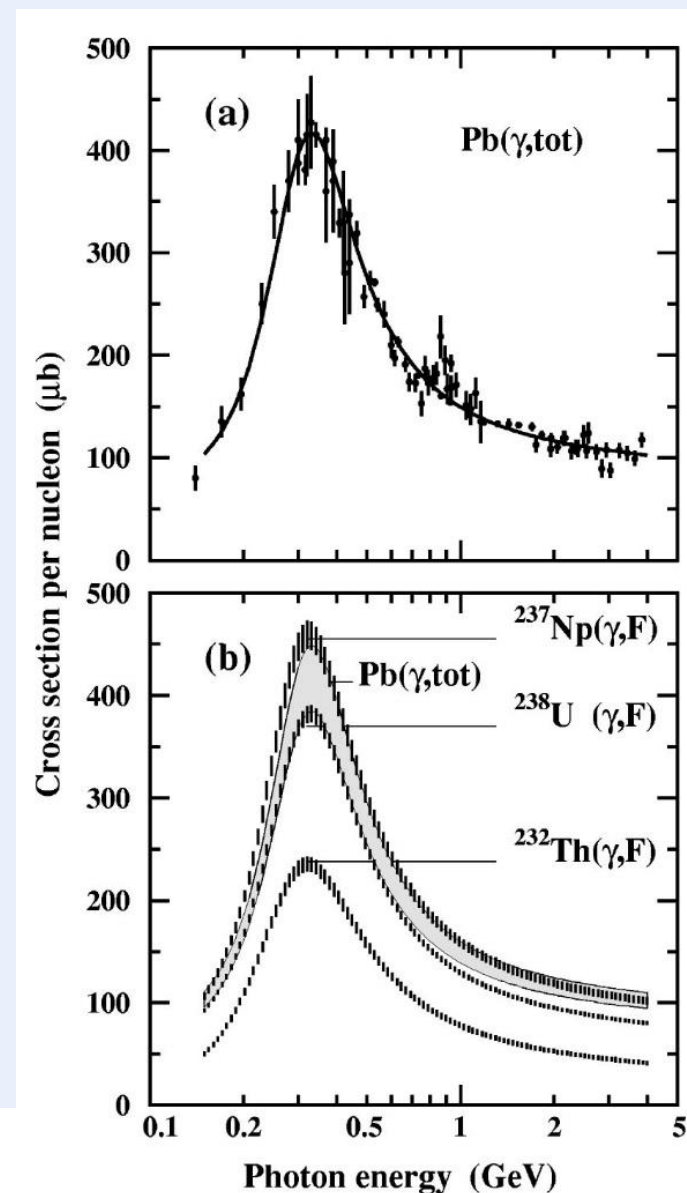 500
(a)
Pb(γ,tot)
400
300
200
100
0
500
²³⁷Np(γ,F)
(b)
Pb(γ,tot)
400
²³⁸U (γ,F)
300
²³²Th(γ,F)
200
100
0
0.1 0.2 0.5 1 2 5
Photon energy (GeV)
Cross section per nucleon (μb)